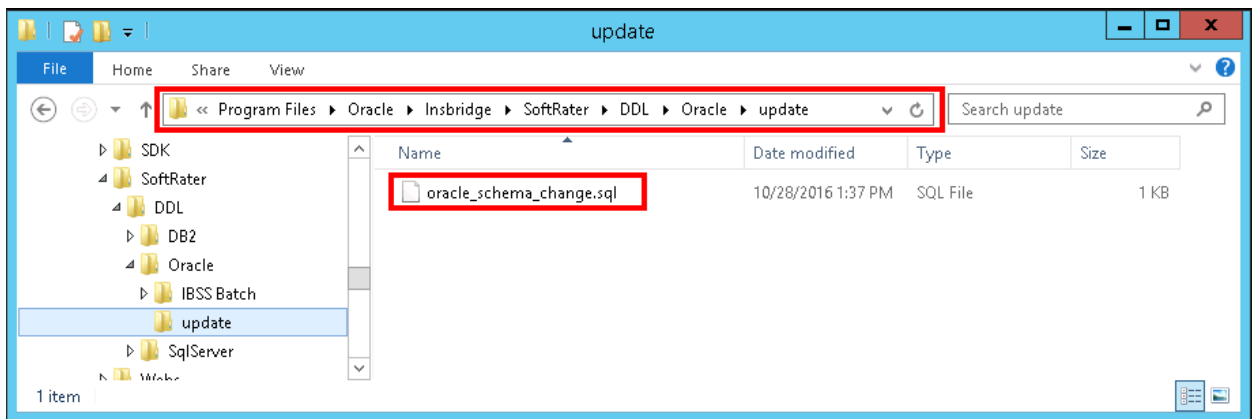 update
File Home Share View
« Program Files Oracle Insbridge SoftRater DDL Oracle update Search update
SDK
SoftRater
DDL
DB2
Oracle
IBSS Batch
update
SqlServer
Name Date modified Type Size
oracle_schema_change.sql 10/28/2016 1:37 PM SQL File 1 KB
1 item